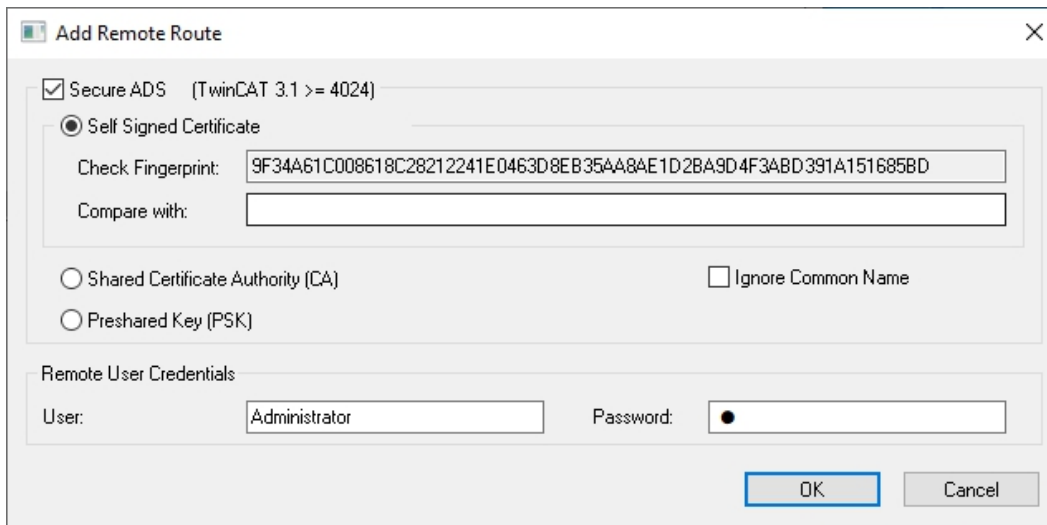 Add Remote Route
Secure ADS (TwinCAT 3.1 >= 4024)
Self Signed Certificate
Check Fingerprint: 9F34A61C008618C28212241E0463D8EB35AA8AE1D2BA9D4F3ABD391A151685BD
Compare with:
Shared Certificate Authority (CA)
Ignore Common Name
Preshared Key (PSK)
Remote User Credentials
User: Administrator
Password: ●
OK
Cancel